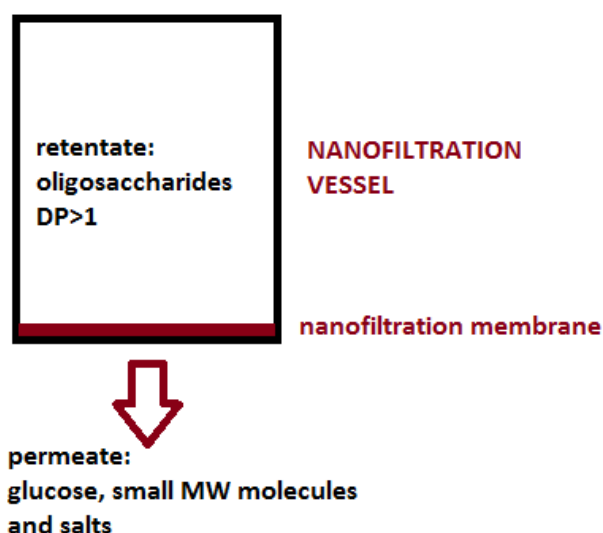 retentate:
oligosaccharides
DP>1
NANOFILTRATION
VESSEL
nanofiltration membrane
permeate:
glucose, small MW molecules
and salts